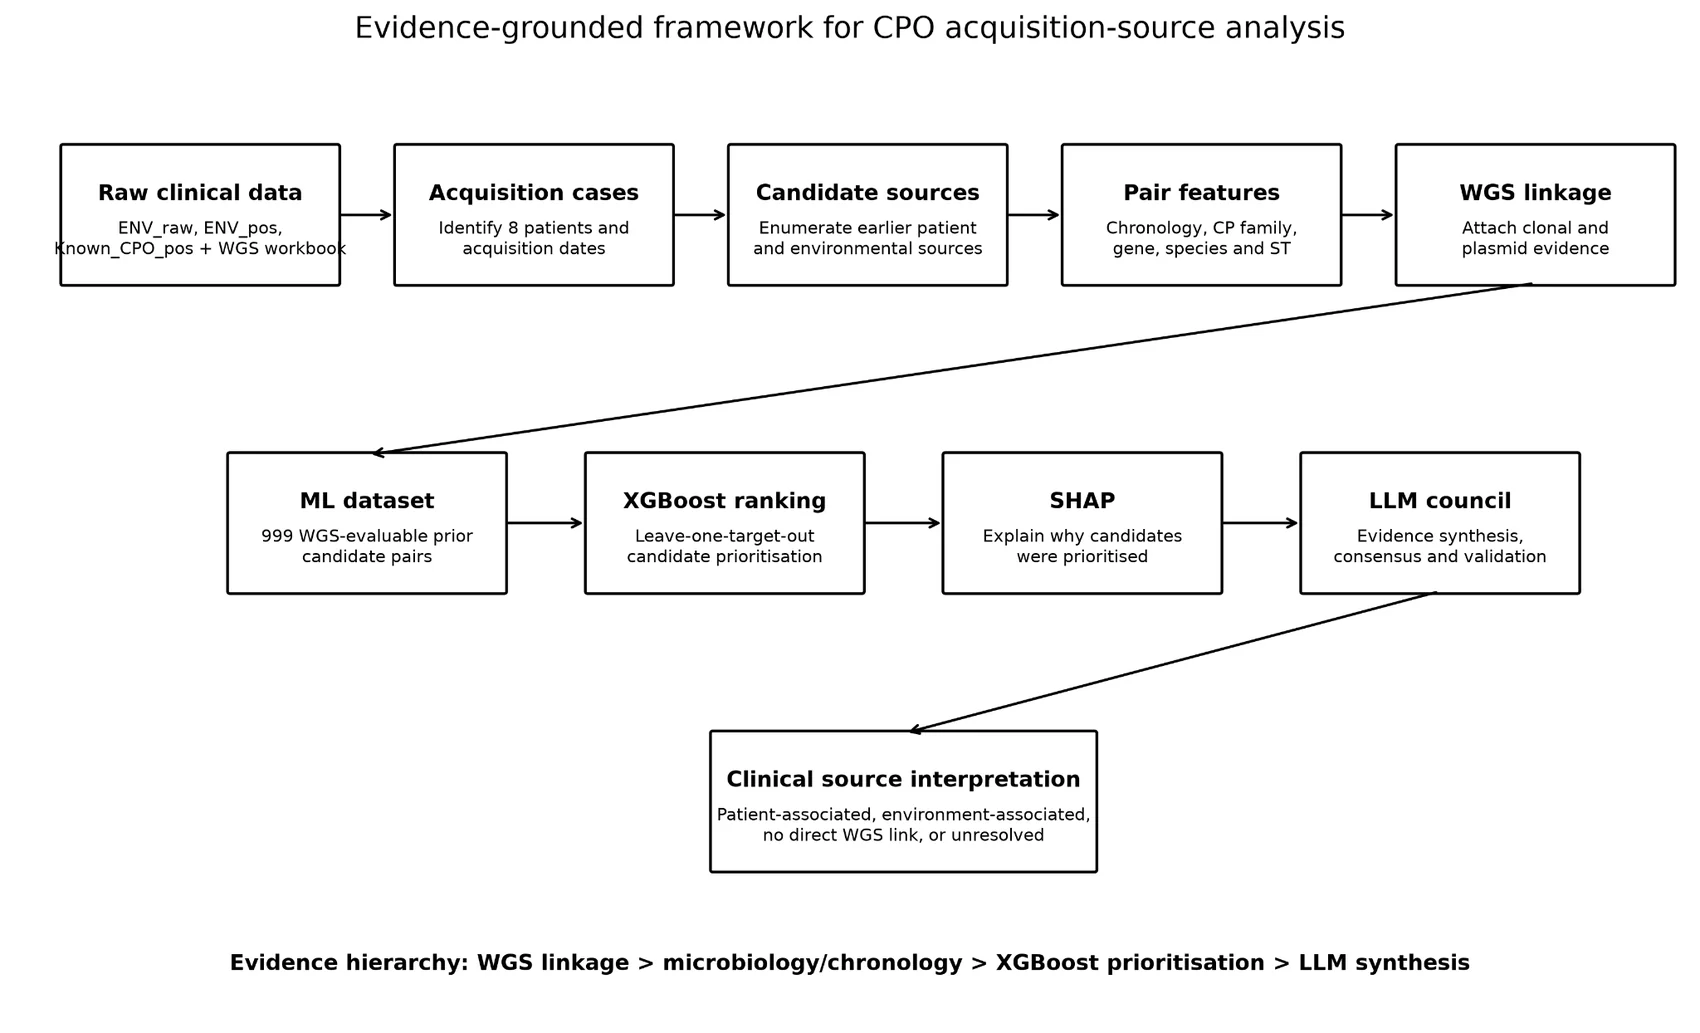 Evidence-grounded framework for CPO acquisition-source analysis
Raw clinical data
ENV_raw, ENV_pos,
Known_CPO_pos + WGS workbook
Acquisition cases
Identify 8 patients and
acquisition dates
Candidate sources
Enumerate earlier patient
and environmental sources
Pair features
Chronology, CP family,
gene, species and ST
WGS linkage
Attach clonal and
plasmid evidence
ML dataset
999 WGS-evaluable prior
candidate pairs
XGBoost ranking
Leave-one-target-out
candidate prioritisation
SHAP
Explain why candidates
were prioritised
LLM council
Evidence synthesis,
consensus and validation
Clinical source interpretation
Patient-associated, environment-associated,
no direct WGS link, or unresolved
Evidence hierarchy: WGS linkage > microbiology/chronology > XGBoost prioritisation > LLM synthesis